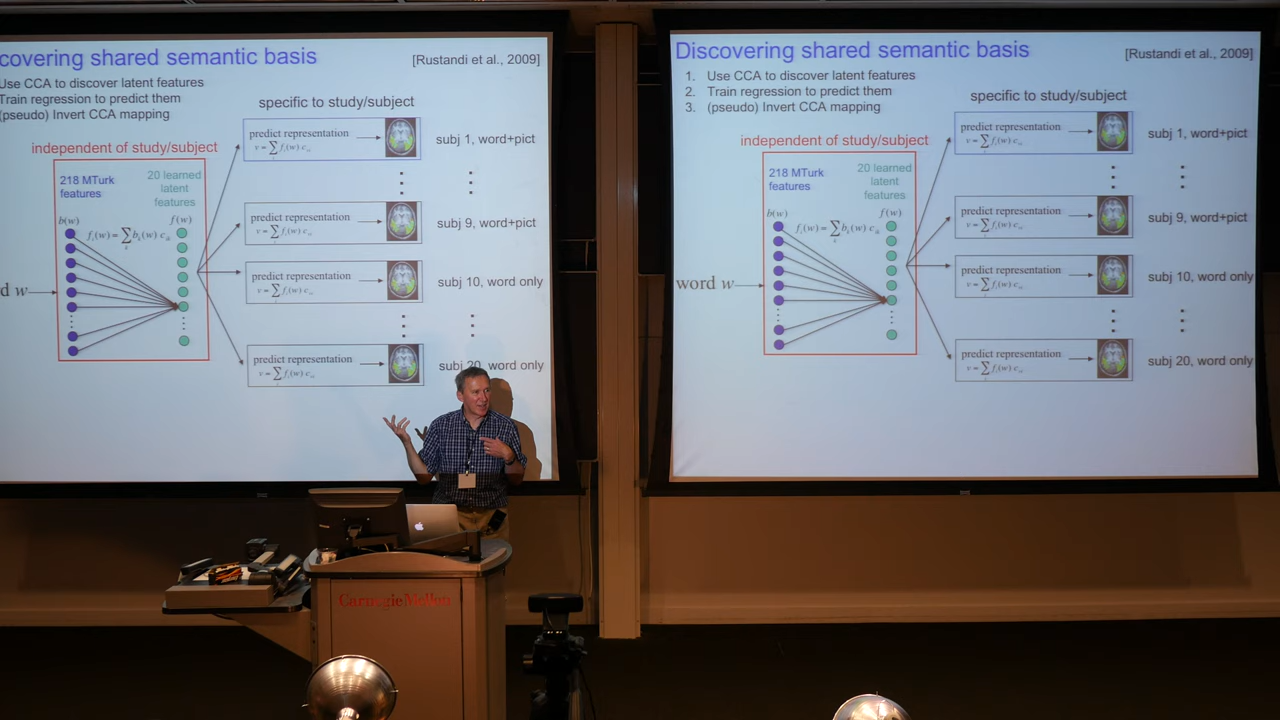 covering shared semantic basis
[Rustandi et al., 2009]
Use CCA to discover latent features
Train regression to predict them
(pseudo) Invert CCA mapping
specific to study/subject
independent of study/subject
218 MTurk
features
20 learned
latent
features
b(w)
f(w)
predict representation
subj 1, word+pict
predict representation
subj 9, word+pict
d w
predict representation
subj 10, word only
predict representation
subj 20, word only
Discovering shared semantic basis
[Rustandi et al., 2009]
1. Use CCA to discover latent features
2. Train regression to predict them
3. (pseudo) Invert CCA mapping
specific to study/subject
independent of study/subject
218 MTurk
features
20 learned
latent
features
b(w)
f(w)
predict representation
subj 1, word+pict
predict representation
subj 9, word+pict
word w
predict representation
subj 10, word only
predict representation
subj 20, word only
Carnegie Mellon